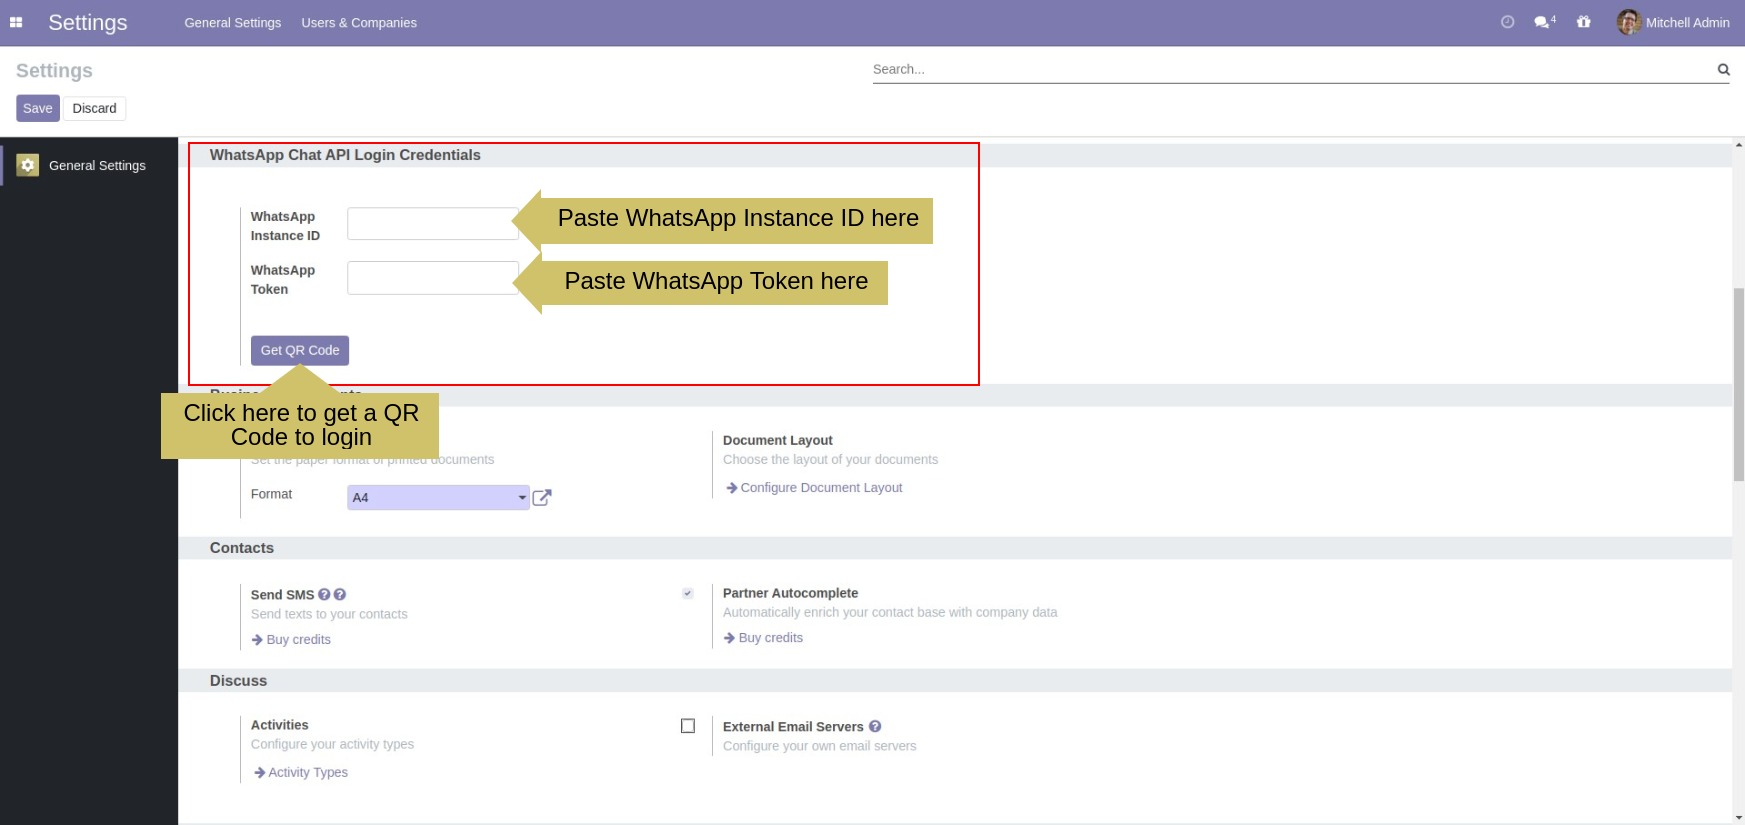 Settings
General Settings
Users & Companies
4
Mitchell Admin
Settings
Search...
Save
Discard
General Settings
WhatsApp Chat API Login Credentials
WhatsApp
Instance ID
Paste WhatsApp Instance ID here
WhatsApp
Token
Paste WhatsApp Token here
Get QR Code
Click here to get a QR
Code to login
Set the paper format of printed documents
Format
A4
Document Layout
Choose the layout of your documents
Configure Document Layout
Contacts
Send SMS
Send texts to your contacts
Buy credits
Partner Autocomplete
Automatically enrich your contact base with company data
Buy credits
Discuss
Activities
Configure your activity types
Activity Types
External Email Servers
Configure your own email servers